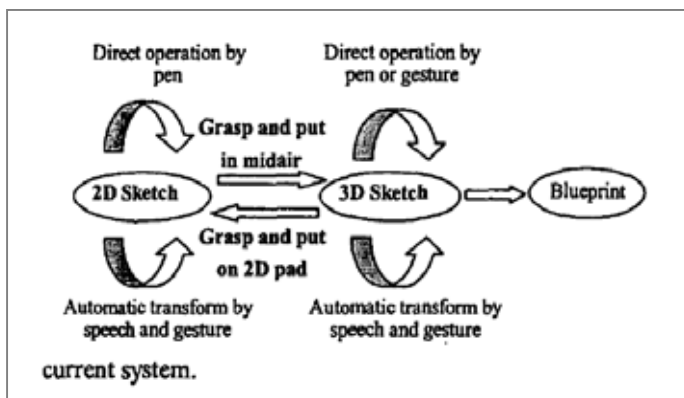 Direct operation by
pen
Direct operation by
pen or gesture
Grasp and put
in midair
2D Sketch
3D Sketch
Blueprint
Grasp and put
on 2D pad
Automatic transform by
speech and gesture
Automatic transform by
speech and gesture
current system.